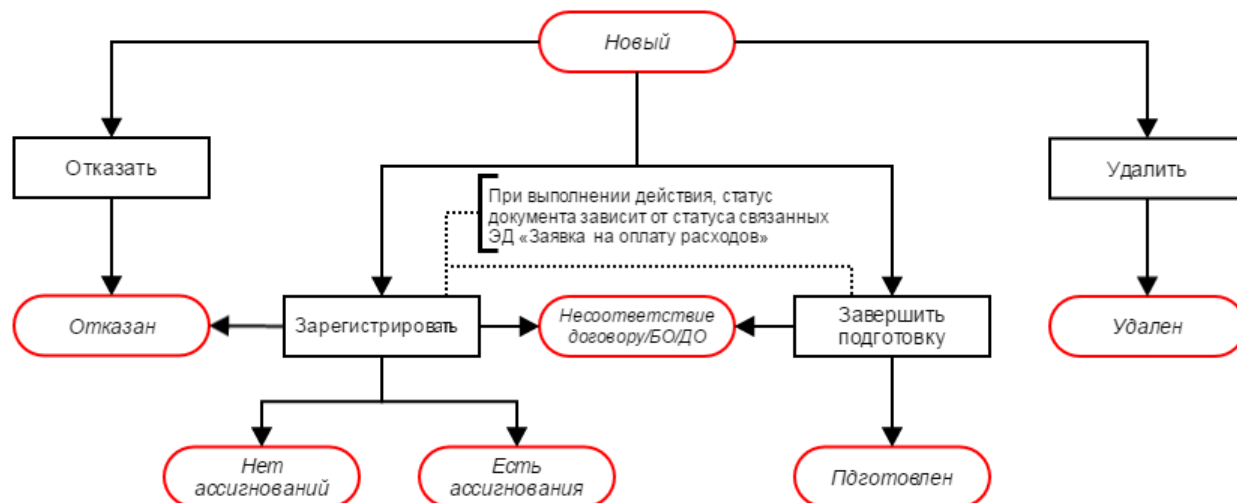 Новый
Отказать
Удалить
При выполнении действия, статус
документа зависит от статуса связанных
ЭД «Заявка на оплату расходов»
Отказан
Зарегистрировать
Несоответствие
договору/БО/ДО
Завершить
подготовку
Удален
Нет
ассигнований
Есть
ассигнования
Пдготовлен